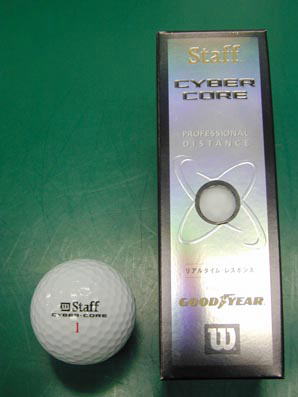 Staff
CYBER
CORE
PROFESSIONAL
DISTANCE
リアルタイム・レスポンス
GOODYEAR
W
W Staff
CYBER-CORE
1